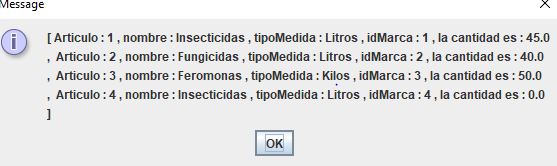 Message
[ Articulo : 1 , nombre : Insecticidas , tipoMedida : Litros , idMarca : 1 , la cantidad es : 45.0
, Articulo : 2 , nombre : Fungicidas , tipoMedida : Litros , idMarca : 2 , la cantidad es : 40.0
, Articulo : 3 , nombre : Feromonas , tipoMedida : Kilos , idMarca : 3 , la cantidad es : 50.0
, Articulo : 4 , nombre : Insecticidas , tipoMedida : Litros , idMarca : 4 , la cantidad es : 0.0
]
OK